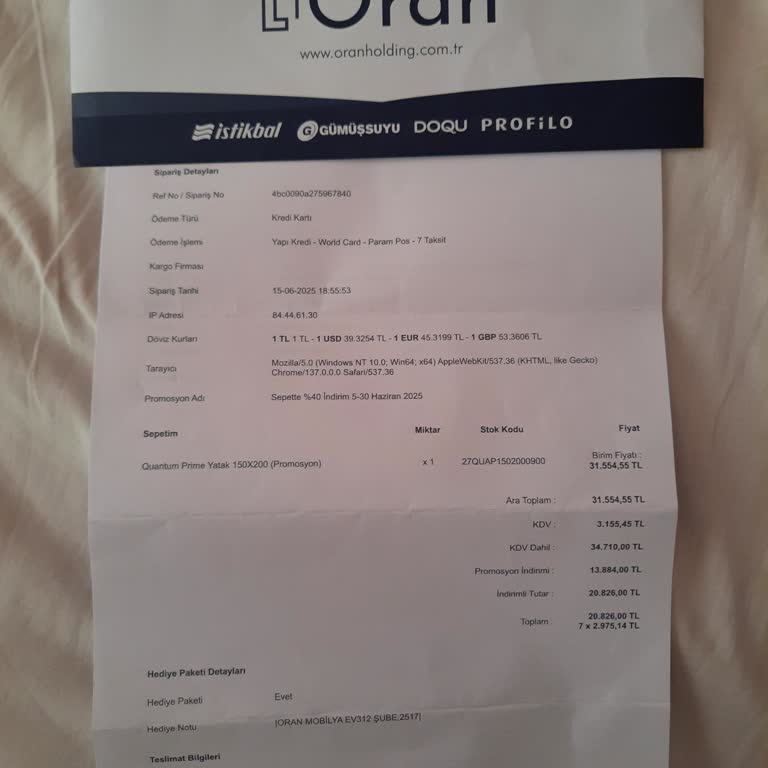 Oran
www.oranholding.com.tr
istikbal G GÜMÜŞSUYU DOQU PROFiLO
Sipariş Detayları
Ref No / Sipariş No 4bc0090a275967840
Ödeme Türü Kredi Kartı
Ödeme İşlemi Yapı Kredi - World Card - Param Pos - 7 Taksit
Kargo Firması
Sipariş Tarihi 15-06-2025 18:55:53
IP Adresi 84.44.61.30
Döviz Kurları 1 TL 1 TL - 1 USD 39.3254 TL - 1 EUR 45.3199 TL - 1 GBP 53.3606 TL
Tarayıcı Mozilla/5.0 (Windows NT 10.0; Win64; x64) AppleWebKit/537.36 (KHTML, like Gecko)
Chrome/137.0.0.0 Safari/537.36
Promosyon Adı Sepette %40 İndirim 5-30 Haziran 2025
Sepetim Miktar Stok Kodu Fiyat
Quantum Prime Yatak 150X200 (Promosyon) x 1 27QUAP1502000900 Birim Fiyatı :
31.554,55 TL
Ara Toplam : 31.554,55 TL
KDV : 3.155,45 TL
KDV Dahil : 34.710,00 TL
Promosyon İndirimi : 13.884,00 TL
İndirimli Tutar : 20.826,00 TL
Toplam : 20.826,00 TL
7 x 2.975,14 TL
Hediye Paketi Detayları
Hediye Paketi Evet
Hediye Notu |ORAN MOBİLYA EV312 ŞUBE.2517|
Teslimat Bilgileri